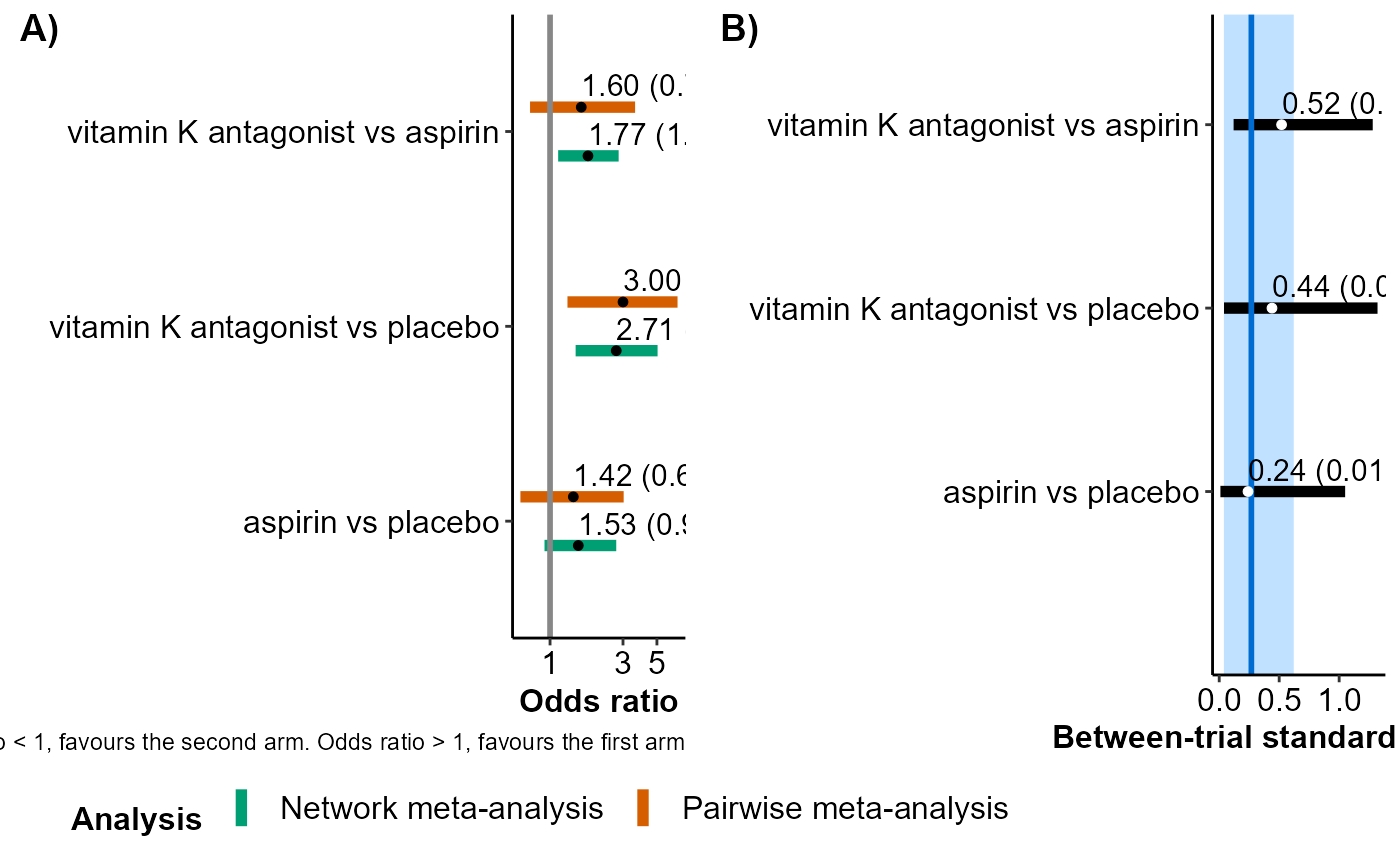 A)
1.60 (0.
vitamin K antagonist vs aspirin
1.77 (1.
3.00
vitamin K antagonist vs placebo
2.71
1.42 (0.6
aspirin vs placebo
1.53 (0.9
1 3 5
Odds ratio
< 1, favours the second arm. Odds ratio > 1, favours the first arm
B)
0.52 (0.
vitamin K antagonist vs aspirin
0.44 (0.0
vitamin K antagonist vs placebo
0.24 (0.01
aspirin vs placebo
0.0 0.5 1.0
Between-trial standard
Analysis Network meta-analysis Pairwise meta-analysis